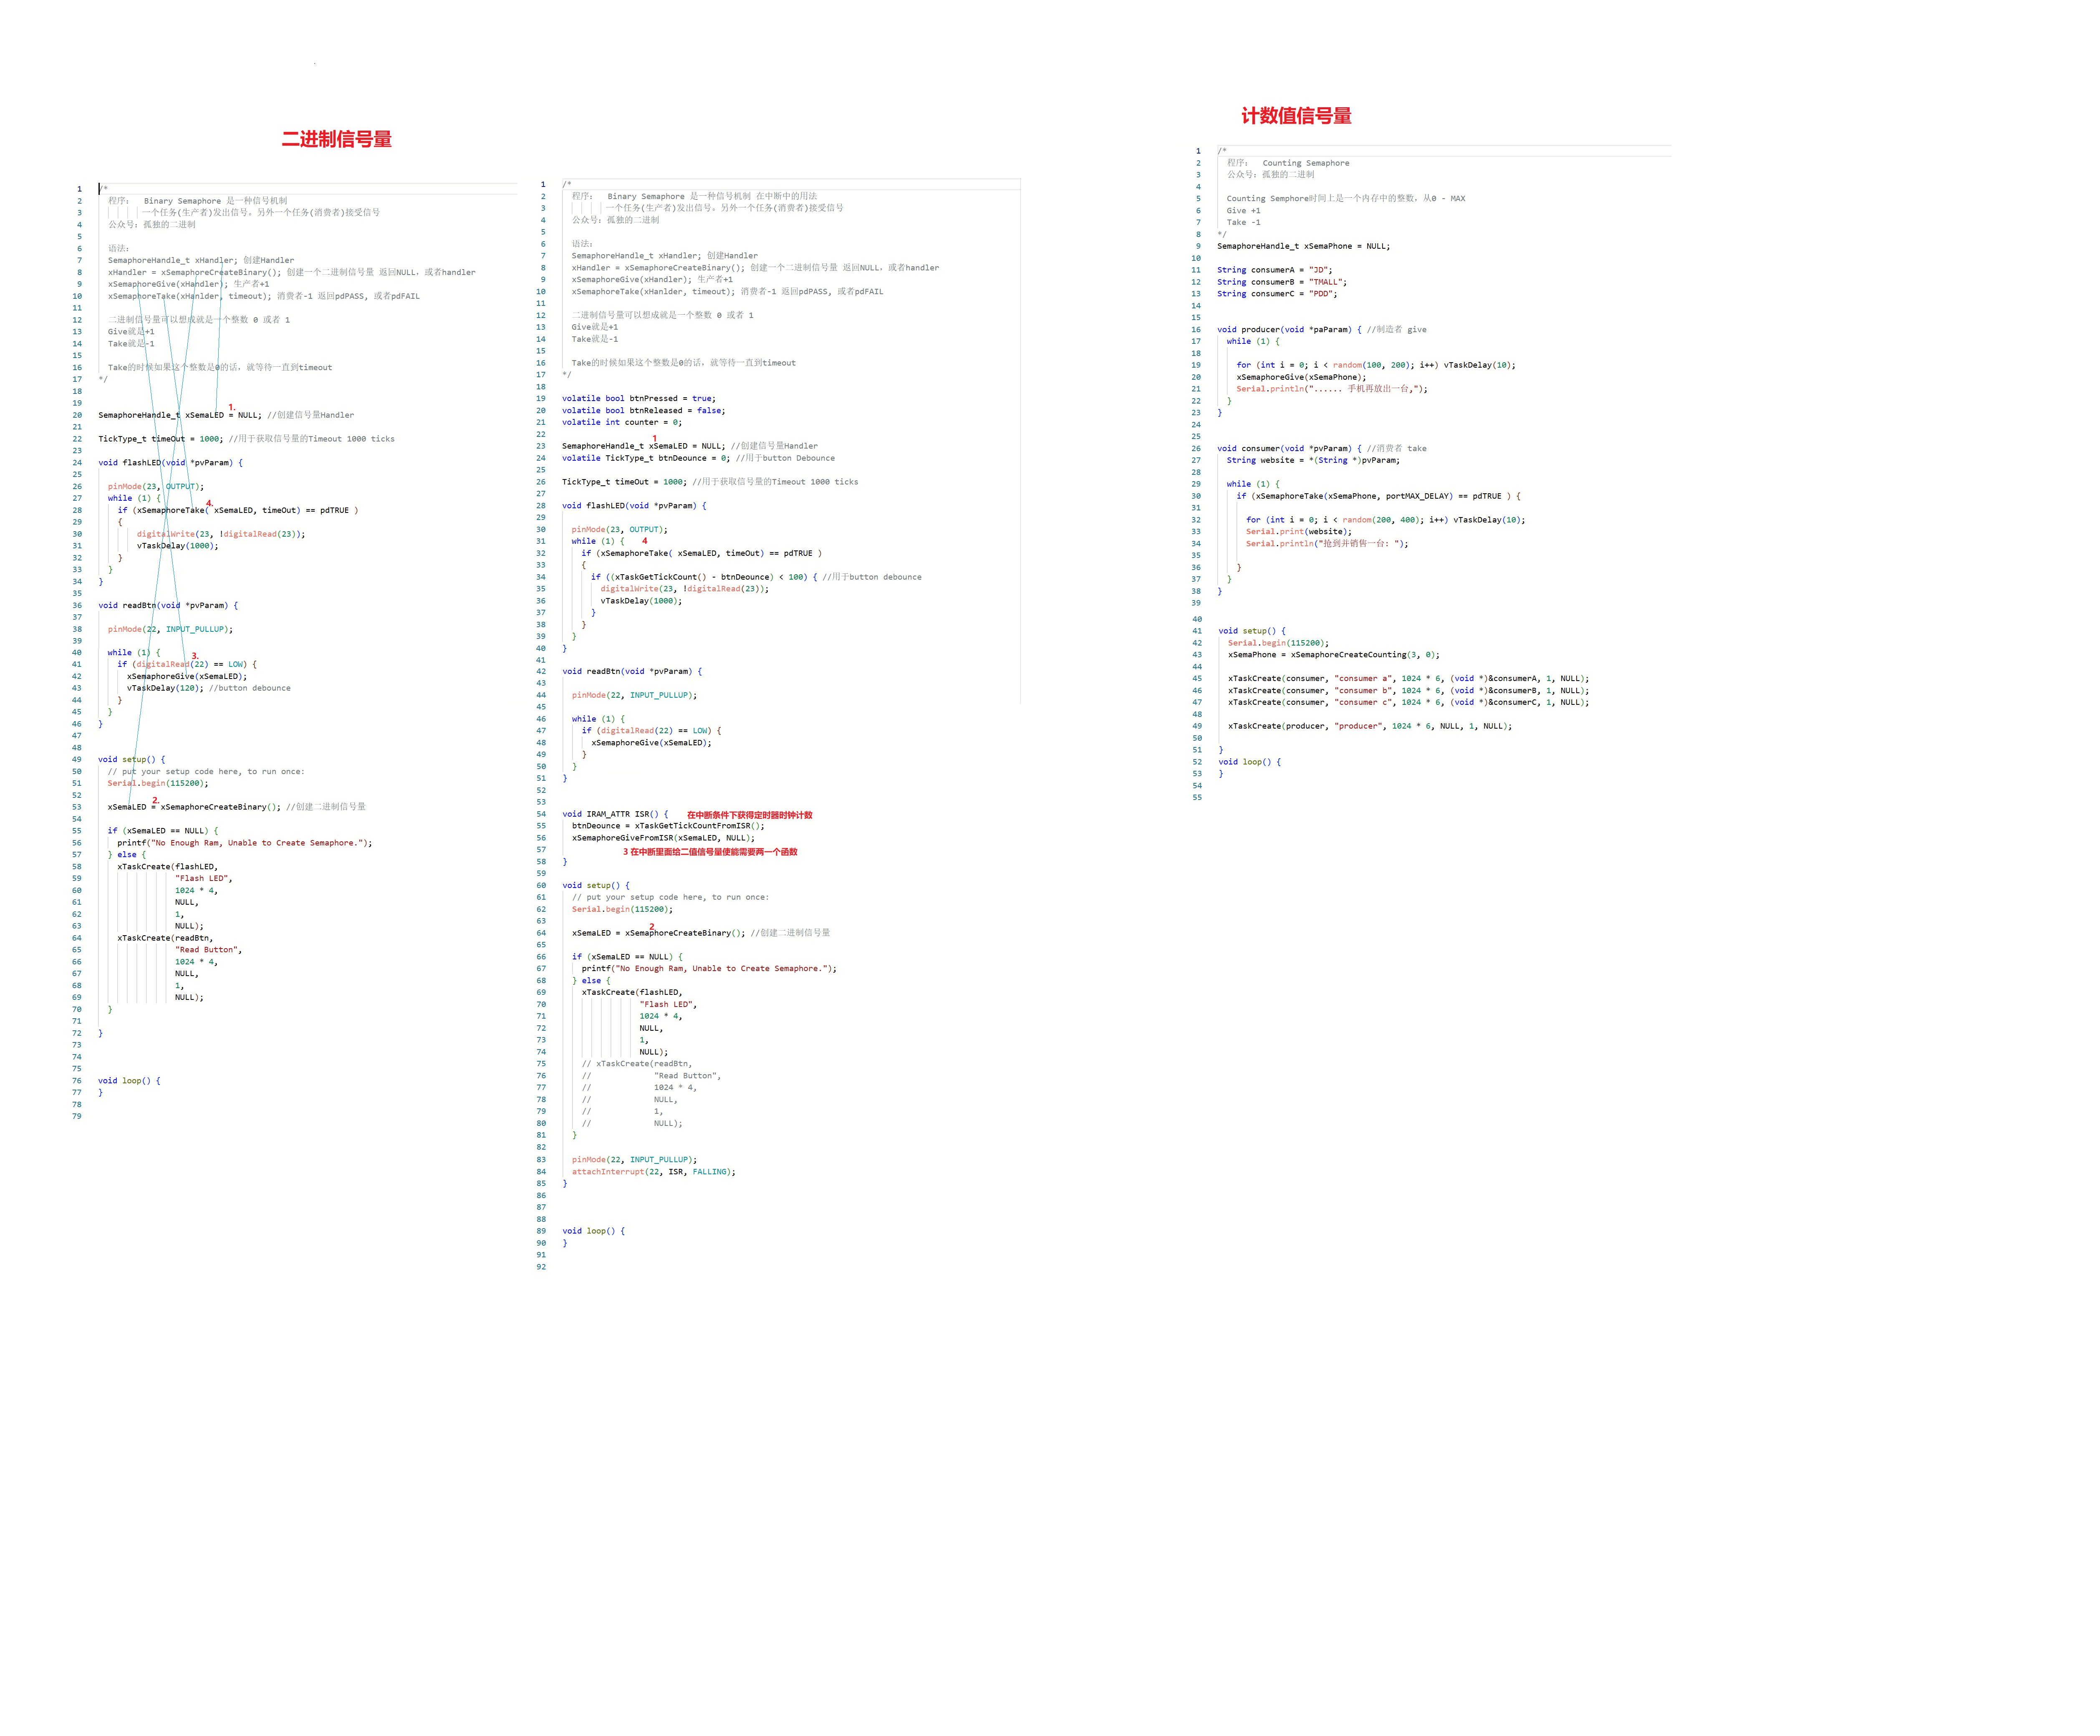 二进制信号量
1 /*
2 程序： Binary Semaphore 是一种信号机制
3 一个任务(生产者)发出信号，另外一个任务(消费者)接受信号
4 公众号：孤独的二进制
5
6 语法：
7 SemaphoreHandle_t xHandler; 创建Handler
8 xHandler = xSemaphoreCreateBinary(); 创建一个二进制信号量 返回NULL，或者handler
9 xSemaphoreGive(xHandler); 生产者+1
10 xSemaphoreTake(xHanlder, timeout); 消费者-1 返回pdPASS, 或者pdFAIL
11
12 二进制信号量可以想成就是一个整数 0 或者 1
13 Give就是+1
14 Take就是-1
15
16 Take的时候如果这个整数是0的话，就等待一直到timeout
17 */
18
19
1.
20 SemaphoreHandle_t xSemaLED = NULL; //创建信号量Handler
21
22 TickType_t timeOut = 1000; //用于获取信号量的Timeout 1000 ticks
23
24 void flashLED(void *pvParam) {
25
26 pinMode(23, OUTPUT);
27 while (1) {
4.
28 if (xSemaphoreTake( xSemaLED, timeOut) == pdTRUE )
29 {
30 digitalWrite(23, !digitalRead(23));
31 vTaskDelay(1000);
32 }
33 }
34 }
35
36 void readBtn(void *pvParam) {
37
38 pinMode(22, INPUT_PULLUP);
39
40 while (1) {
3.
41 if (digitalRead(22) == LOW) {
42 xSemaphoreGive(xSemaLED);
43 vTaskDelay(120); //button debounce
44 }
45 }
46 }
47
48
49 void setup() {
50 // put your setup code here, to run once:
51 Serial.begin(115200);
52
2.
53 xSemaLED = xSemaphoreCreateBinary(); //创建二进制信号量
54
55 if (xSemaLED == NULL) {
56 printf("No Enough Ram, Unable to Create Semaphore.");
57 } else {
58 xTaskCreate(flashLED,
59 "Flash LED",
60 1024 * 4,
61 NULL,
62 1,
63 NULL);
64 xTaskCreate(readBtn,
65 "Read Button",
66 1024 * 4,
67 NULL,
68 1,
69 NULL);
70 }
71
72 }
73
74
75
76 void loop() {
77 }
78
79
1 /*
2 程序： Binary Semaphore 是一种信号机制 在中断中的用法
3 一个任务(生产者)发出信号，另外一个任务(消费者)接受信号
4 公众号：孤独的二进制
5
6 语法：
7 SemaphoreHandle_t xHandler; 创建Handler
8 xHandler = xSemaphoreCreateBinary(); 创建一个二进制信号量 返回NULL，或者handler
9 xSemaphoreGive(xHandler); 生产者+1
10 xSemaphoreTake(xHanlder, timeout); 消费者-1 返回pdPASS, 或者pdFAIL
11
12 二进制信号量可以想成就是一个整数 0 或者 1
13 Give就是+1
14 Take就是-1
15
16 Take的时候如果这个整数是0的话，就等待一直到timeout
17 */
18
19 volatile bool btnPressed = true;
20 volatile bool btnReleased = false;
21 volatile int counter = 0;
22
1
23 SemaphoreHandle_t xSemaLED = NULL; //创建信号量Handler
24 volatile TickType_t btnDeounce = 0; //用于button Debounce
25
26 TickType_t timeOut = 1000; //用于获取信号量的Timeout 1000 ticks
27
28 void flashLED(void *pvParam) {
29
30 pinMode(23, OUTPUT);
31 while (1) { 4
32 if (xSemaphoreTake( xSemaLED, timeOut) == pdTRUE )
33 {
34 if ((xTaskGetTickCount() - btnDeounce) < 100) { //用于button debounce
35 digitalWrite(23, !digitalRead(23));
36 vTaskDelay(1000);
37 }
38 }
39 }
40 }
41
42 void readBtn(void *pvParam) {
43
44 pinMode(22, INPUT_PULLUP);
45
46 while (1) {
47 if (digitalRead(22) == LOW) {
48 xSemaphoreGive(xSemaLED);
49 }
50 }
51 }
52
53
54 void IRAM_ATTR ISR() { 在中断条件下获得定时器时钟计数
55 btnDeounce = xTaskGetTickCountFromISR();
56 xSemaphoreGiveFromISR(xSemaLED, NULL);
57 3 在中断里面给二值信号量使能需要两一个函数
58 }
59
60 void setup() {
61 // put your setup code here, to run once:
62 Serial.begin(115200);
63
2
64 xSemaLED = xSemaphoreCreateBinary(); //创建二进制信号量
65
66 if (xSemaLED == NULL) {
67 printf("No Enough Ram, Unable to Create Semaphore.");
68 } else {
69 xTaskCreate(flashLED,
70 "Flash LED",
71 1024 * 4,
72 NULL,
73 1,
74 NULL);
75 // xTaskCreate(readBtn,
76 // "Read Button",
77 // 1024 * 4,
78 // NULL,
79 // 1,
80 // NULL);
81 }
82
83 pinMode(22, INPUT_PULLUP);
84 attachInterrupt(22, ISR, FALLING);
85 }
86
87
88
89 void loop() {
90 }
91
92
计数值信号量
1 /*
2 程序： Counting Semaphore
3 公众号：孤独的二进制
4
5 Counting Semphore时间上是一个内存中的整数，从0 - MAX
6 Give +1
7 Take -1
8 */
9 SemaphoreHandle_t xSemaPhone = NULL;
10
11 String consumerA = "JD";
12 String consumerB = "TMALL";
13 String consumerC = "PDD";
14
15
16 void producer(void *paParam) { //制造者 give
17 while (1) {
18
19 for (int i = 0; i < random(100, 200); i++) vTaskDelay(10);
20 xSemaphoreGive(xSemaPhone);
21 Serial.println("...... 手机再放出一台,");
22 }
23 }
24
25
26 void consumer(void *pvParam) { //消费者 take
27 String website = *(String *)pvParam;
28
29 while (1) {
30 if (xSemaphoreTake(xSemaPhone, portMAX_DELAY) == pdTRUE ) {
31
32 for (int i = 0; i < random(200, 400); i++) vTaskDelay(10);
33 Serial.print(website);
34 Serial.println("抢到并销售一台: ");
35
36 }
37 }
38 }
39
40
41 void setup() {
42 Serial.begin(115200);
43 xSemaPhone = xSemaphoreCreateCounting(3, 0);
44
45 xTaskCreate(consumer, "consumer a", 1024 * 6, (void *)&consumerA, 1, NULL);
46 xTaskCreate(consumer, "consumer b", 1024 * 6, (void *)&consumerB, 1, NULL);
47 xTaskCreate(consumer, "consumer c", 1024 * 6, (void *)&consumerC, 1, NULL);
48
49 xTaskCreate(producer, "producer", 1024 * 6, NULL, 1, NULL);
50
51 }
52 void loop() {
53 }
54
55